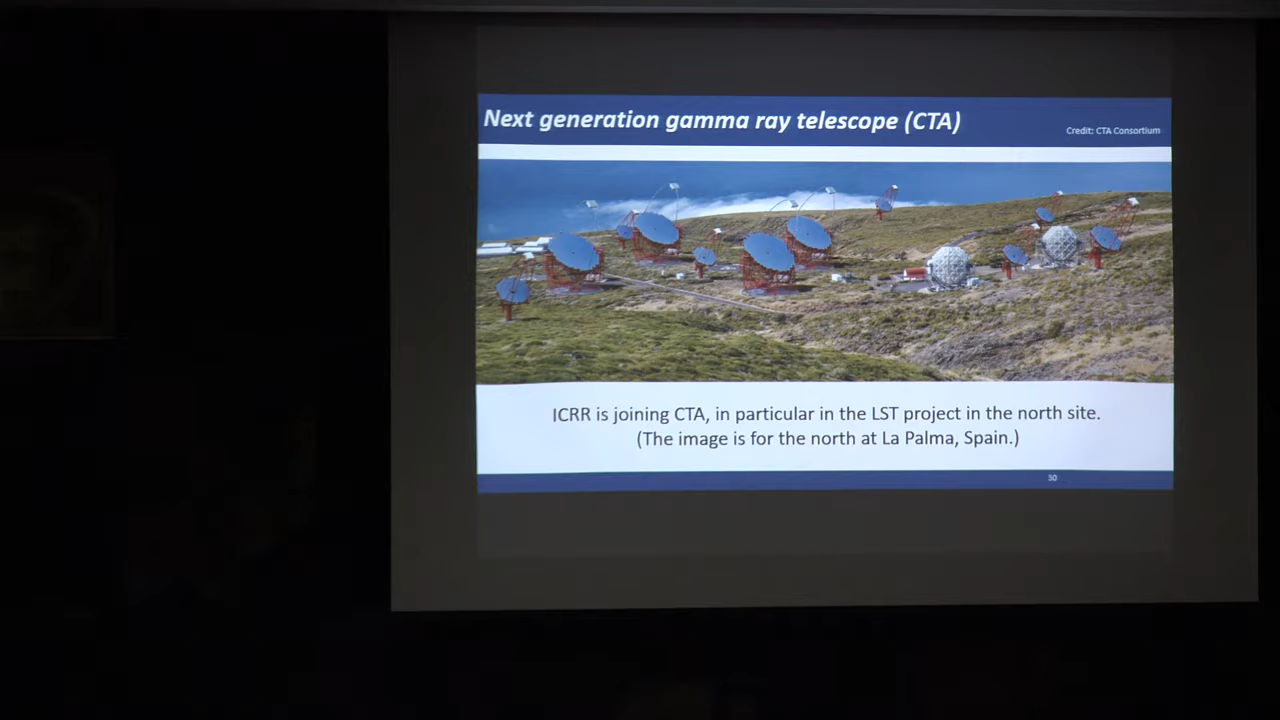 Next generation gamma ray telescope (CTA)
Credit: CTA Consortium
ICRR is joining CTA, in particular in the LST project in the north site.
(The image is for the north at La Palma, Spain.)
30